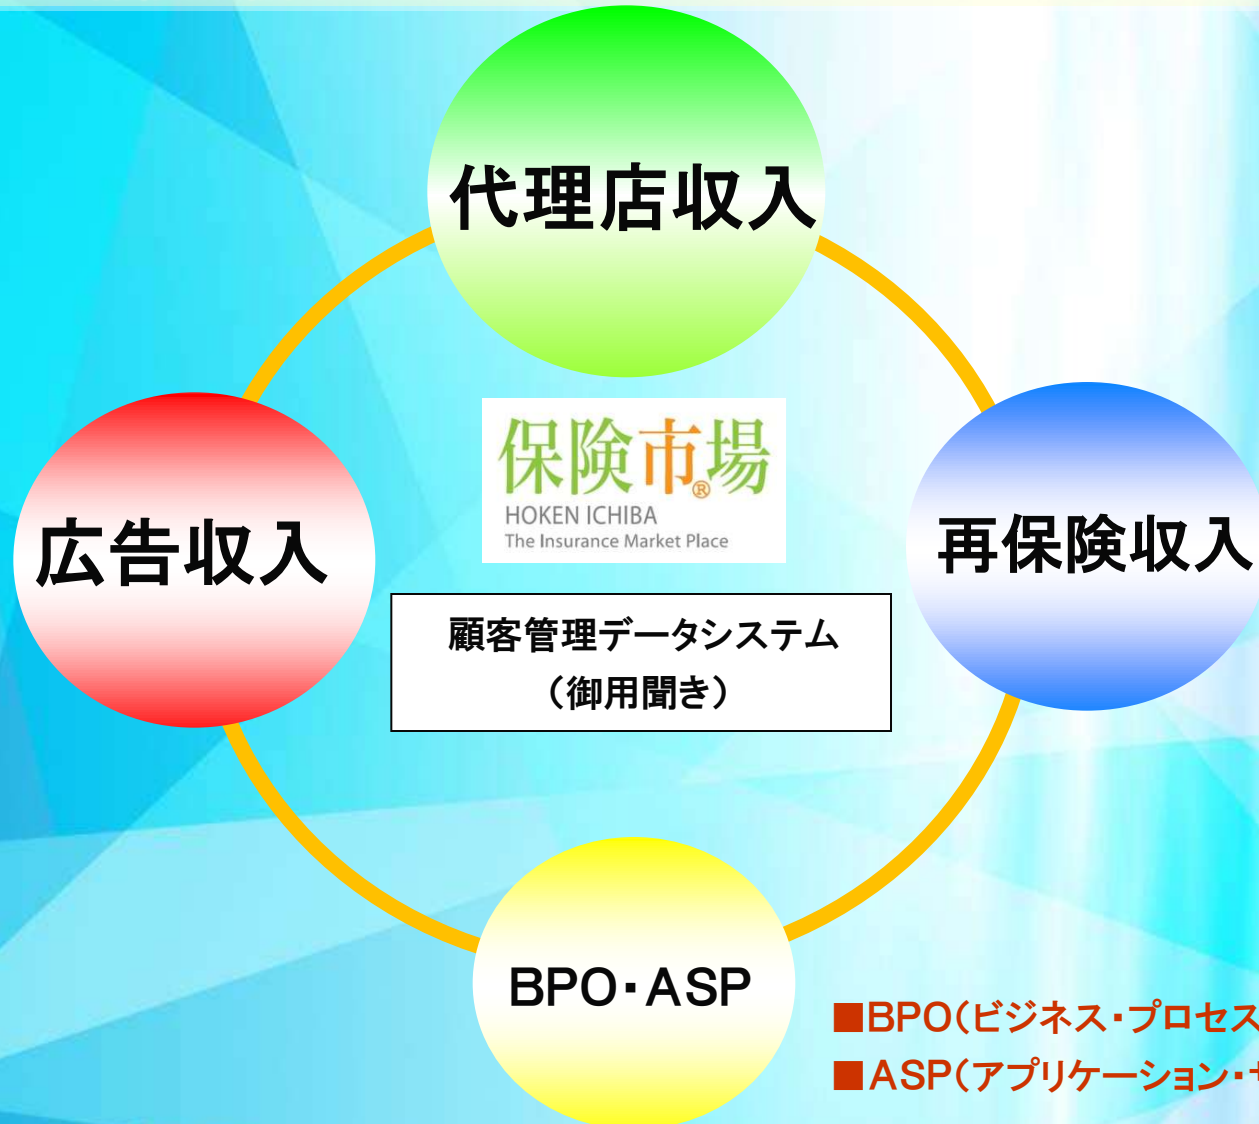 代理店収入
保険市場®
HOKEN ICHIBA
The Insurance Market Place
広告収入
再保険収入
顧客管理データシステム
（御用聞き）
BPO・ASP
■BPO（ビジネス・プロセス
■ASP（アプリケーション・サ